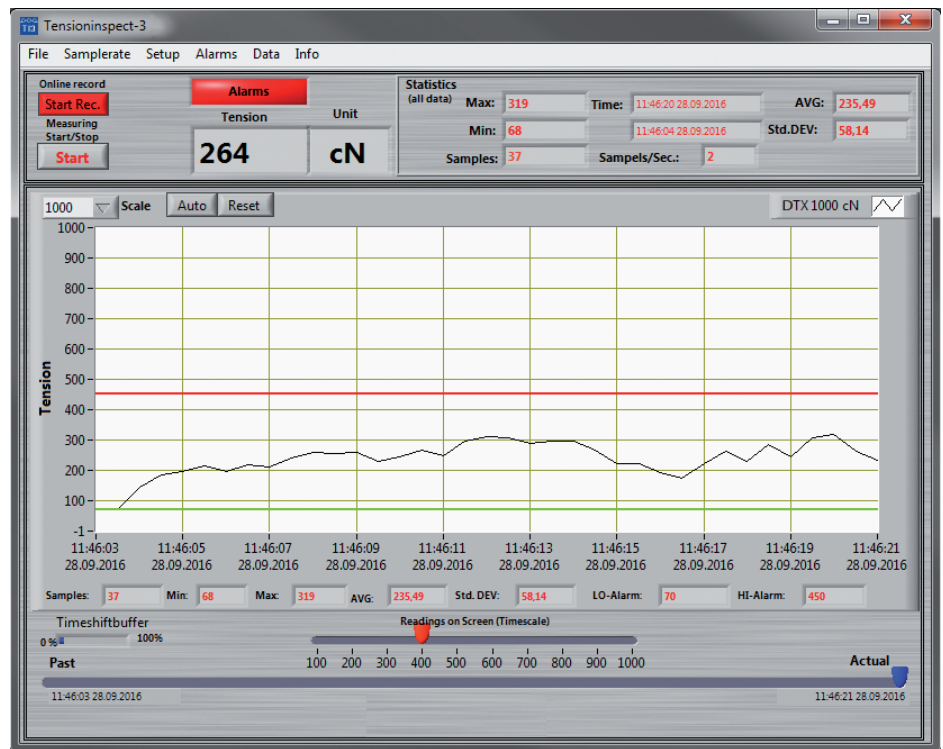 Tensioninspect-3
File Samplerate Setup Alarms Data Info
Online record
Start Rec.
Measuring
Start/Stop
Start
Alarms
Tension Unit
264 cN
Statistics
(all data) Max: 319 Time: 11:46:20 28.09.2016 AVG: 235,49
Min: 68 11:46:04 28.09.2016 Std.DEV: 58,14
Samples: 37 Sampels/Sec.: 2
1000 Scale Auto Reset DTX 1000 cN
Tension
1000
900
800
700
600
500
400
300
200
100
-1
11:46:03 11:46:05 11:46:07 11:46:09 11:46:11 11:46:13 11:46:15 11:46:17 11:46:19 11:46:21
28.09.2016 28.09.2016 28.09.2016 28.09.2016 28.09.2016 28.09.2016 28.09.2016 28.09.2016 28.09.2016 28.09.2016
Samples: 37 Min: 68 Max: 319 AVG: 235,49 Std. DEV: 58,14 LO-Alarm: 70 HI-Alarm: 450
Timeshiftbuffer Readings on Screen (Timescale)
0 % 100%
100 200 300 400 500 600 700 800 900 1000
Past Actual
11:46:03 28.09.2016 11:46:21 28.09.2016